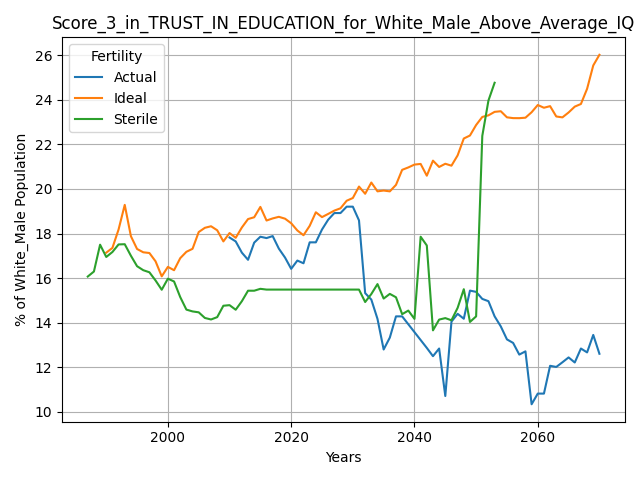 Score_3_in_TRUST_IN_EDUCATION_for_White_Male_Above_Average_IQ
Fertility
Actual
Ideal
Sterile
26
24
22
20
18
16
14
12
10
% of White_Male Population
2000
2020
2040
2060
Years